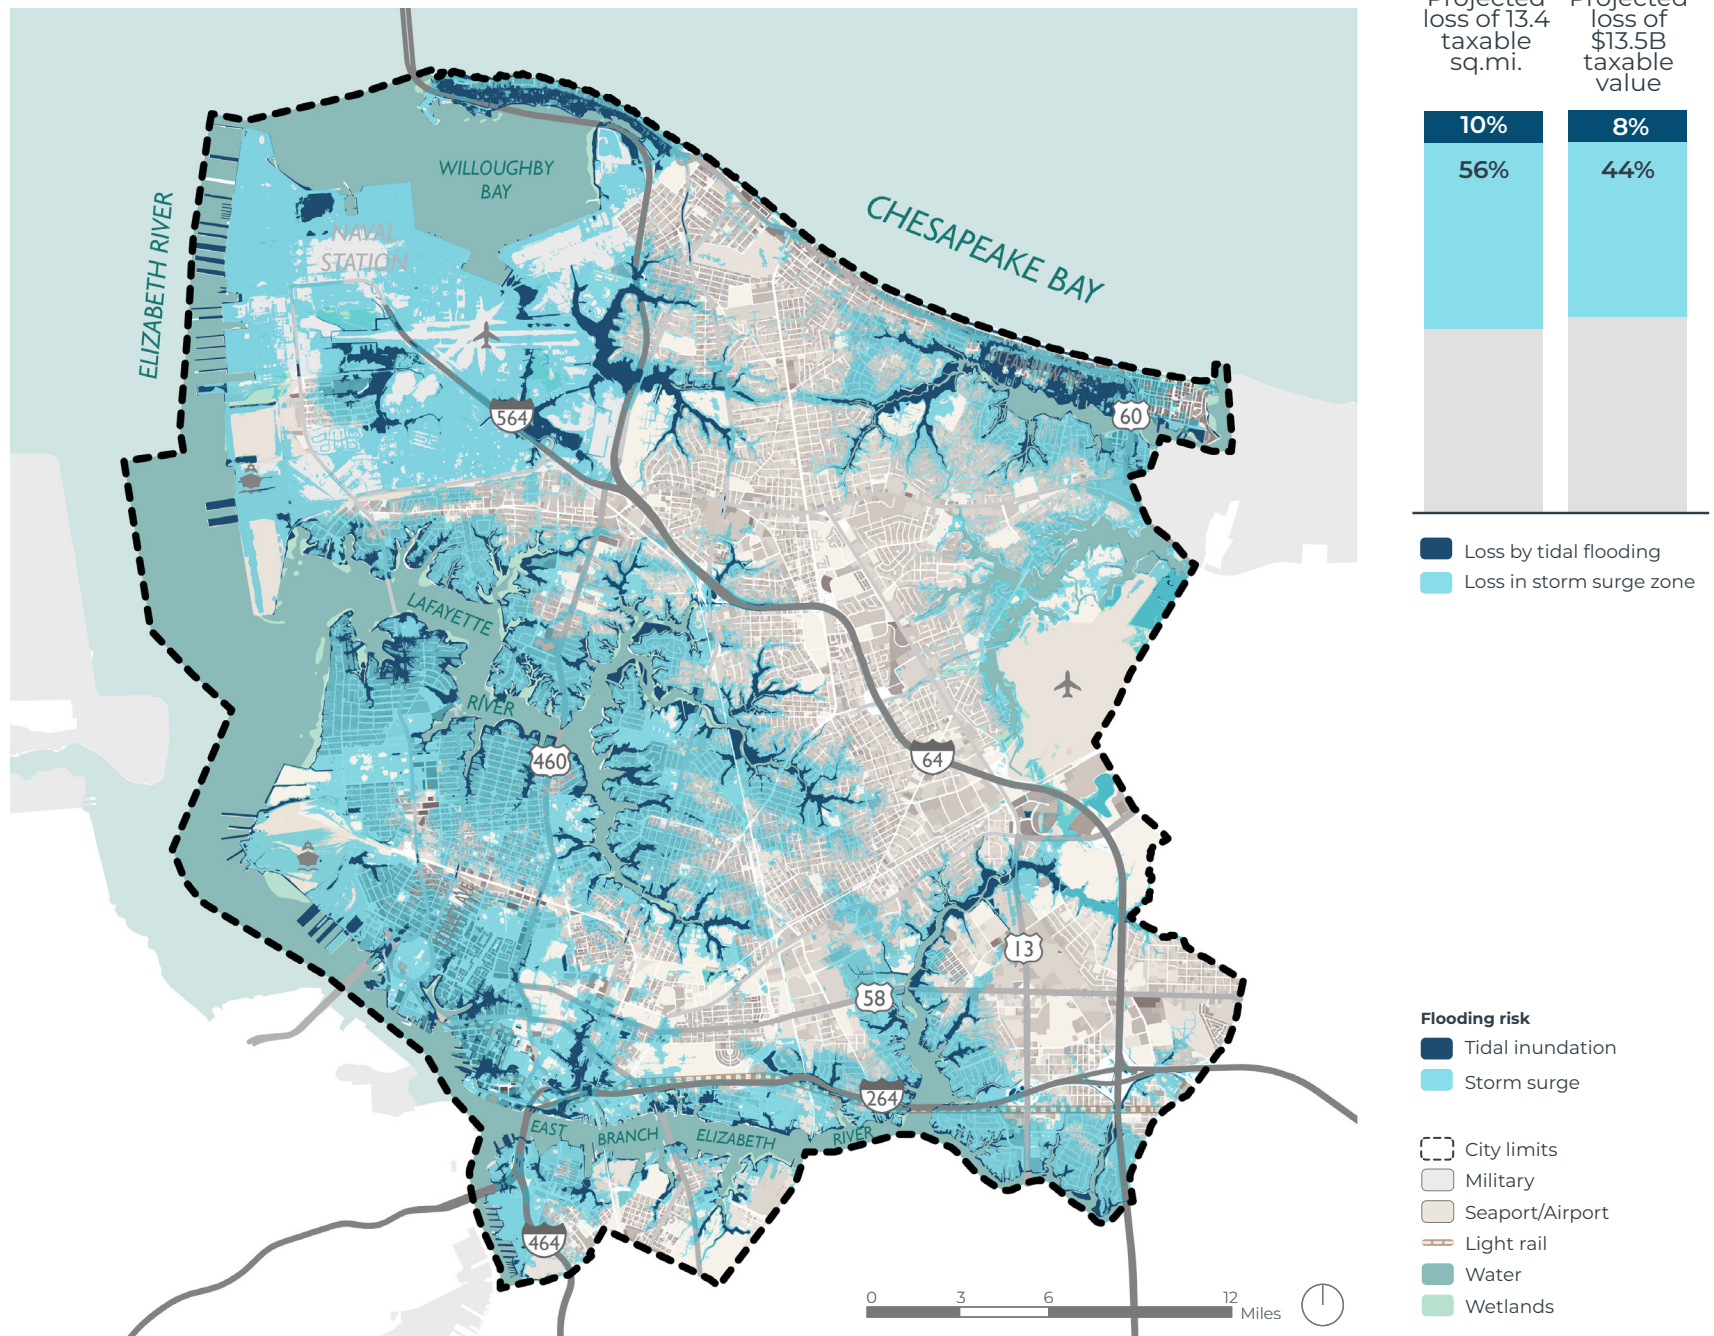 Projected
loss of 13.4
taxable
sq.mi.
Projected
loss of
$13.5B
taxable
value
10%
56%
8%
44%
Loss by tidal flooding
Loss in storm surge zone
WILLOUGHBY
BAY
CHESAPEAKE BAY
ELIZABETH RIVER
NAVAL
STATION
564
60
LAFAYETTE
RIVER
460
64
13
58
264
EAST BRANCH ELIZABETH RIVER
464
0 3 6 12 Miles
Flooding risk
Tidal inundation
Storm surge
City limits
Military
Seaport/Airport
Light rail
Water
Wetlands